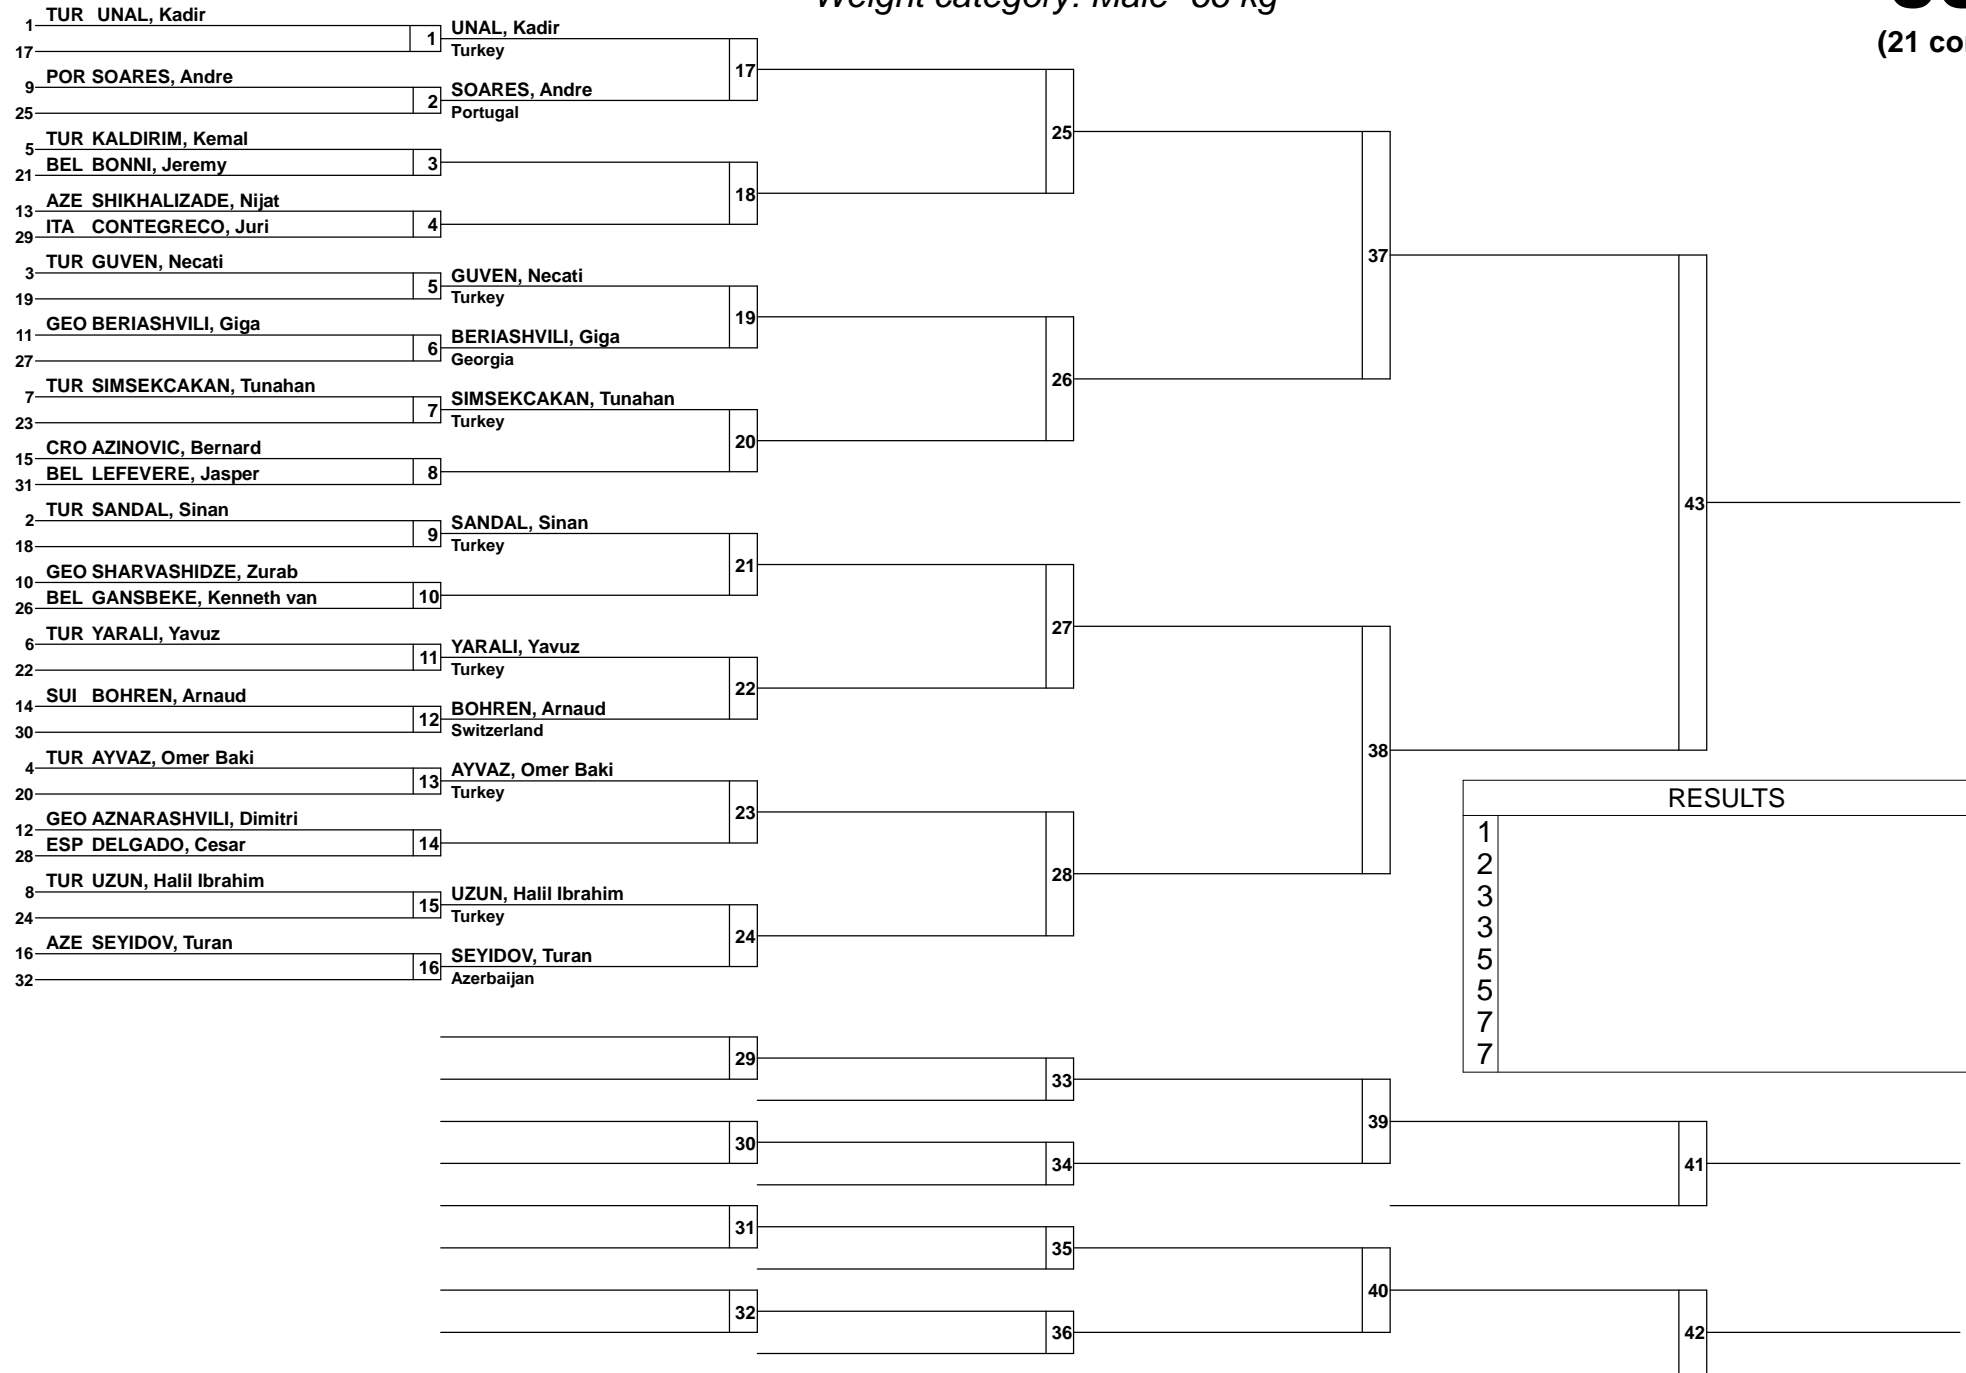 Weight category: Male
(21
1 TUR UNAL, Kadir
17
1 UNAL, Kadir
Turkey
9 POR SOARES, Andre
25
2 SOARES, Andre
Portugal
17
5 TUR KALDIRIM, Kemal
21 BEL BONNI, Jeremy
3
13 AZE SHIKHALIZADE, Nijat
29 ITA CONTEGRECO, Juri
4
18
25
3 TUR GUVEN, Necati
19
5 GUVEN, Necati
Turkey
11 GEO BERIASHVILI, Giga
27
6 BERIASHVILI, Giga
Georgia
19
7 TUR SIMSEKCAKAN, Tunahan
23
7 SIMSEKCAKAN, Tunahan
Turkey
15 CRO AZINOVIC, Bernard
31 BEL LEFEVERE, Jasper
8
20
26
37
2 TUR SANDAL, Sinan
18
9 SANDAL, Sinan
Turkey
10 GEO SHARVASHIDZE, Zurab
26 BEL GANSBEKE, Kenneth van
10
21
6 TUR YARALI, Yavuz
22
11 YARALI, Yavuz
Turkey
14 SUI BOHREN, Arnaud
30
12 BOHREN, Arnaud
Switzerland
22
27
4 TUR AYVAZ, Omer Baki
20
13 AYVAZ, Omer Baki
Turkey
12 GEO AZNARASHVILI, Dimitri
28 ESP DELGADO, Cesar
14
23
8 TUR UZUN, Halil Ibrahim
24
15 UZUN, Halil Ibrahim
Turkey
16 AZE SEYIDOV, Turan
32
16 SEYIDOV, Turan
Azerbaijan
24
28
38
43
RESULTS
1
2
3
3
5
5
7
7
29
33
30
34
39
41
31
35
32
36
40
42